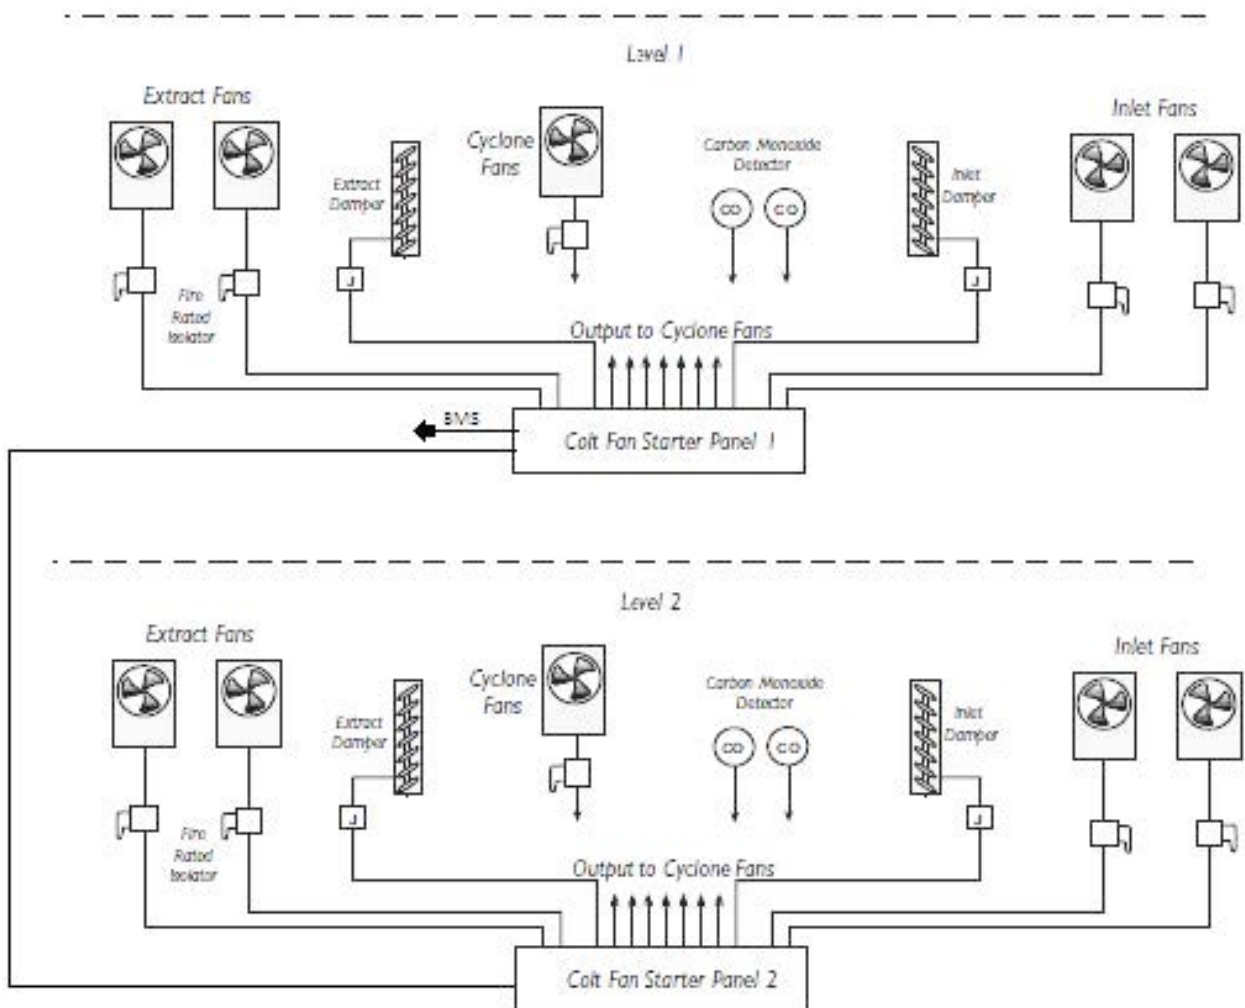 Level 1
Extract Fans
Inlet Fans
Cyclone
Fans
Carbon Monoxide
Detector
Extract
Damper
Inlet
Damper
CO
CO
J
J
Fire
Rated
Isolator
Output to Cyclone Fans
BMS
Colt Fan Starter Panel 1
Level 2
Extract Fans
Inlet Fans
Cyclone
Fans
Carbon Monoxide
Detector
Extract
Damper
Inlet
Damper
CO
CO
J
J
Fire
Rated
Isolator
Output to Cyclone Fans
Colt Fan Starter Panel 2